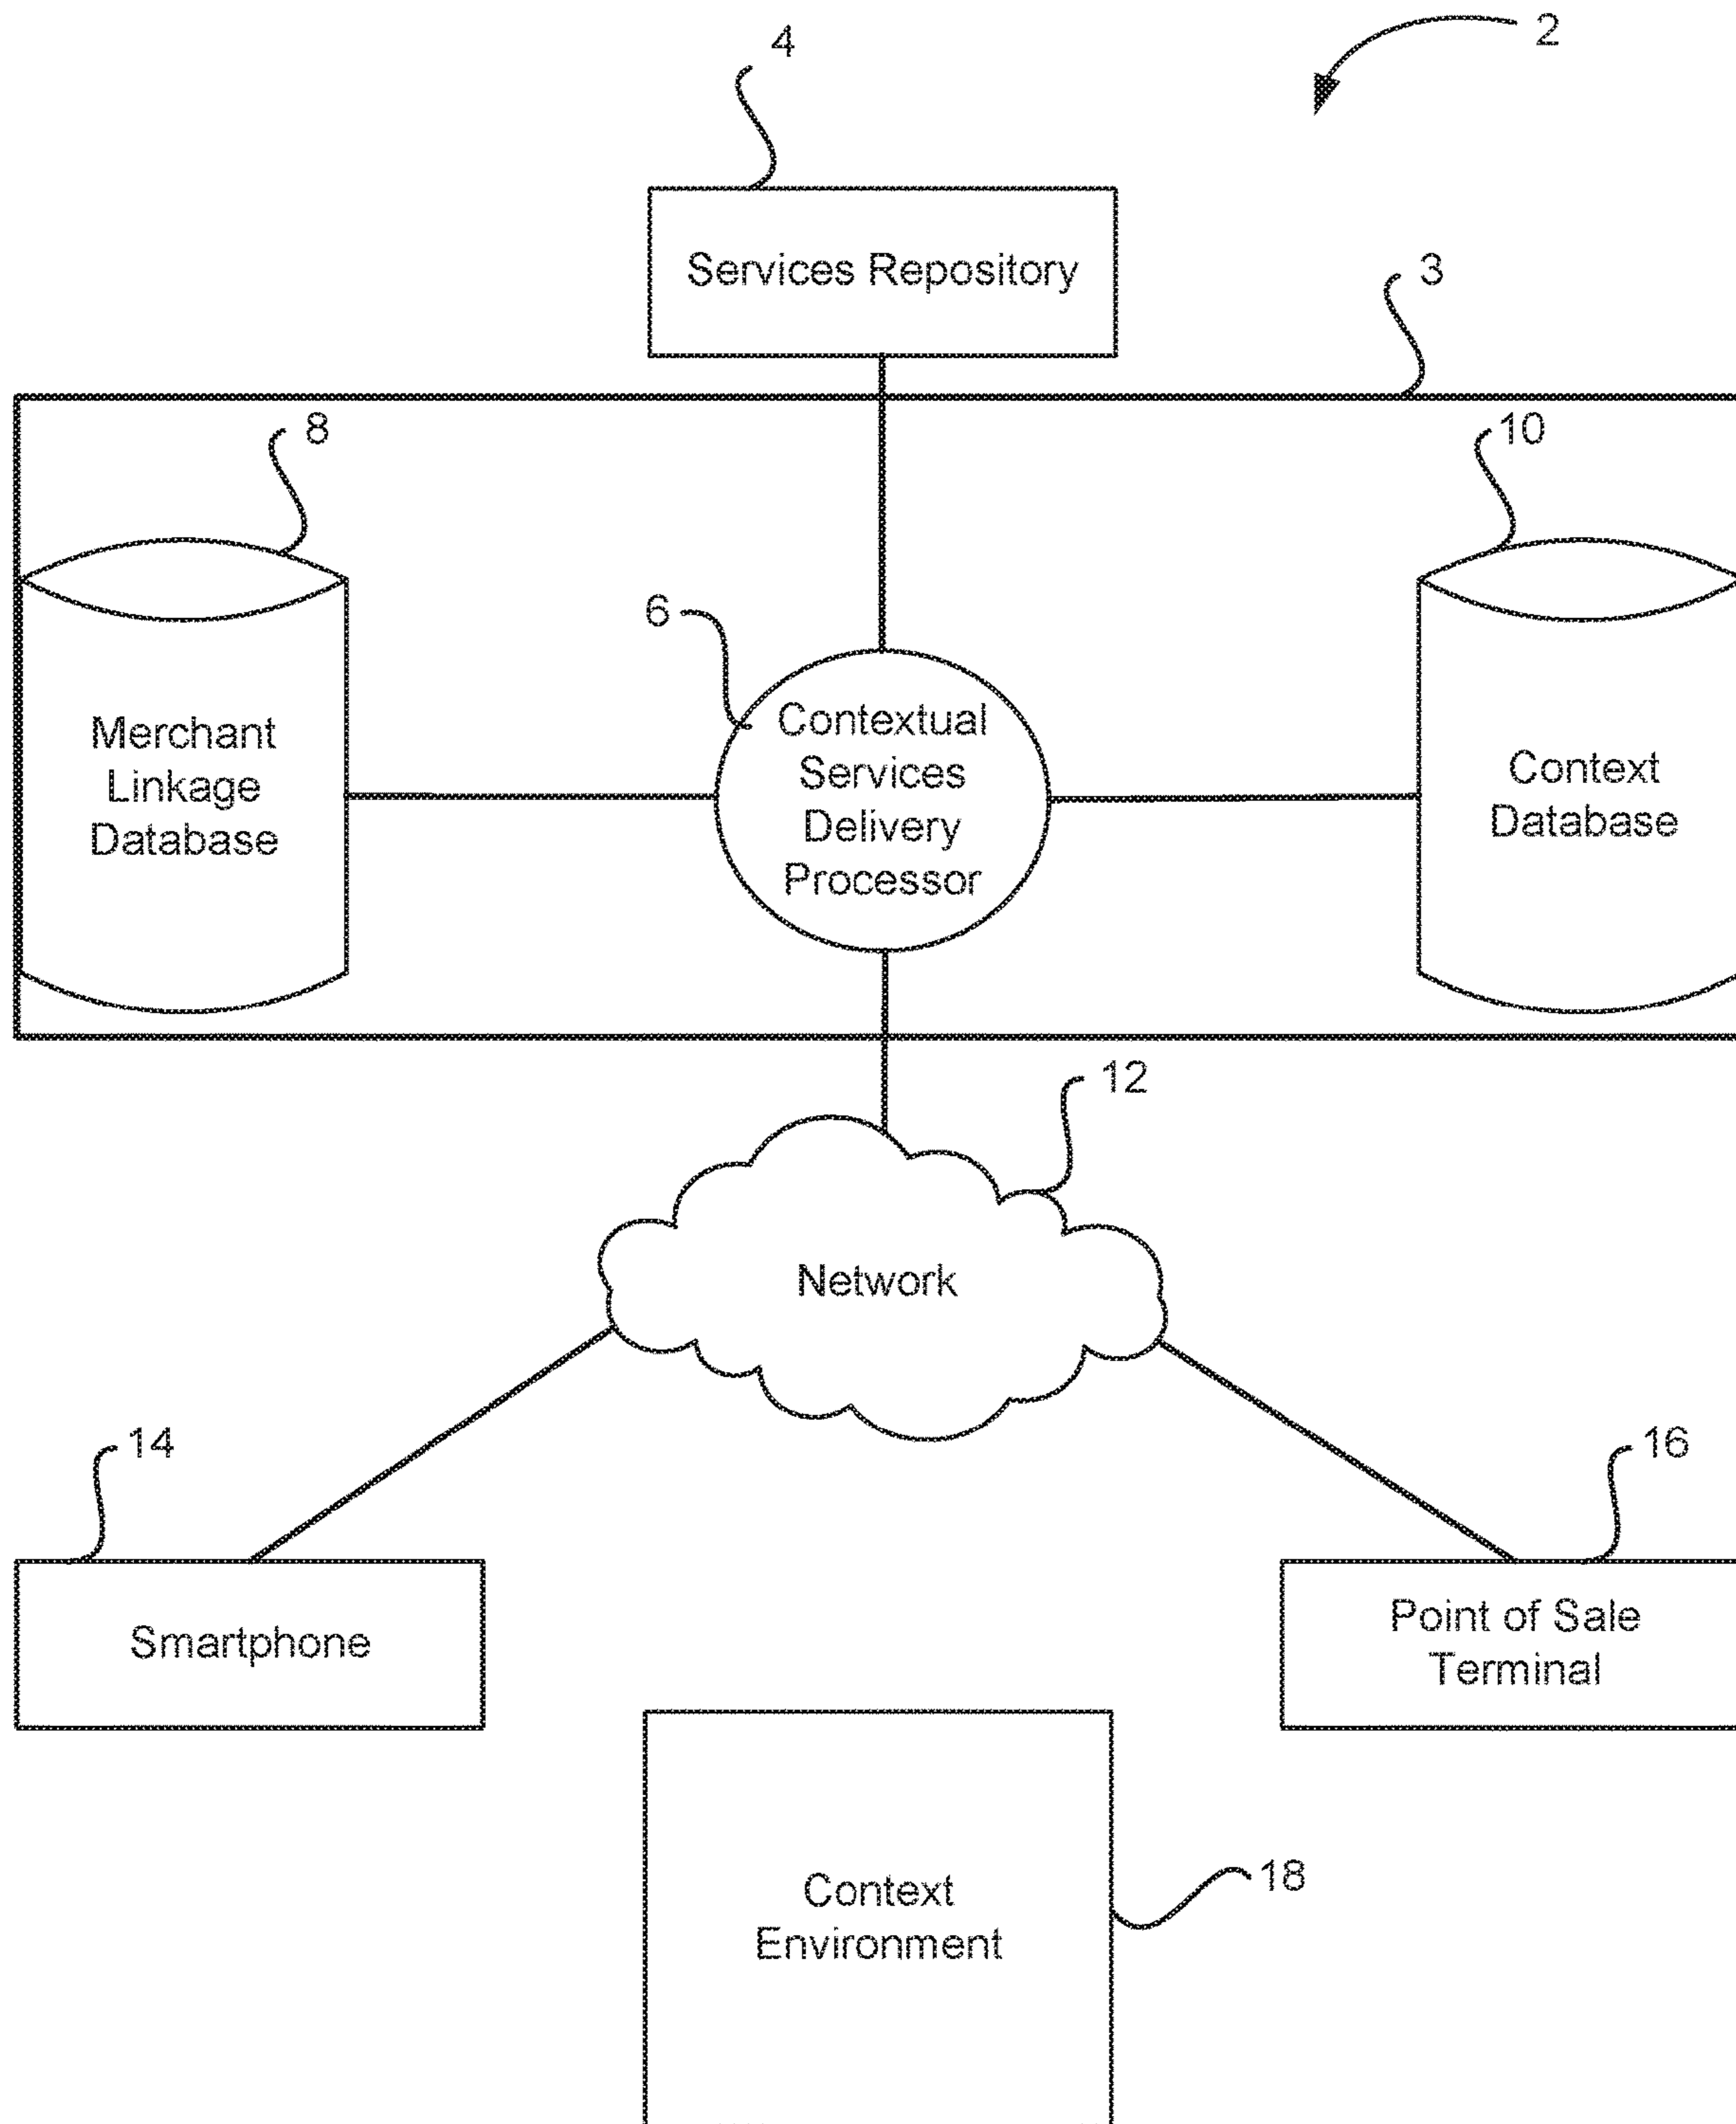 2
4
Services Repository
3
8
10
6
Merchant
Linkage
Database
Contextual
Services
Delivery
Processor
Context
Database
12
Network
14
16
Smartphone
Point of Sale
Terminal
Context
Environment
18